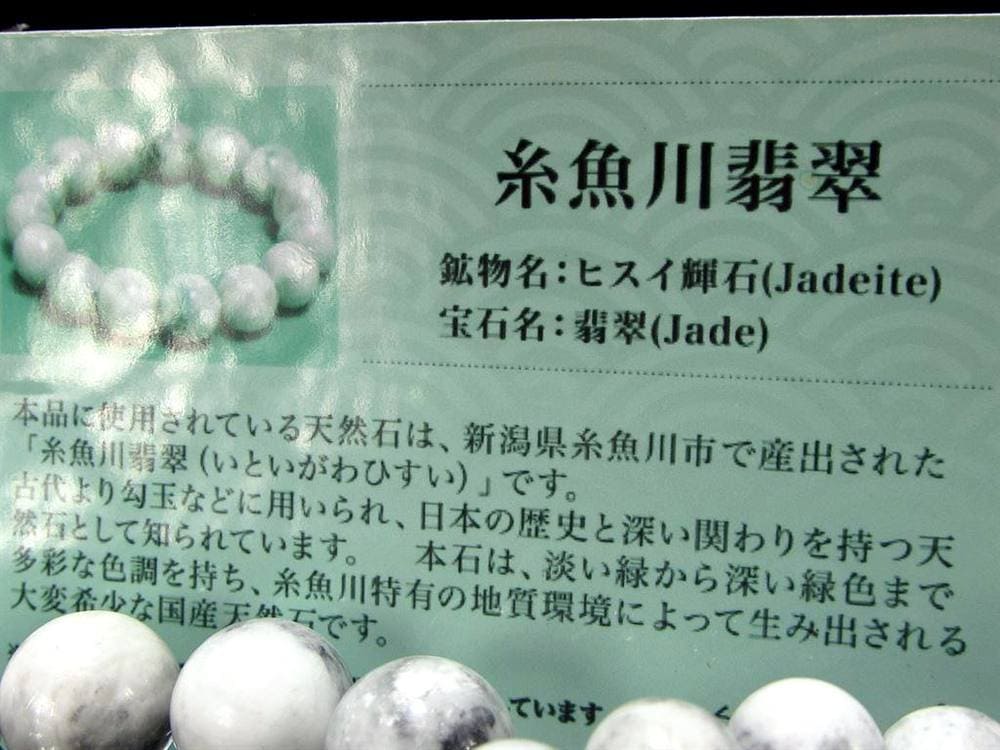 糸魚川翡翠
鉱物名：ヒスイ輝石(Jadeite)
宝石名：翡翠(Jade)
本品に使用されている天然石は、新潟県糸魚川市で産出された
「糸魚川翡翠(いといがわひすい)」です。
古代より勾玉などに用いられ、日本の歴史と深い関わりを持つ天
然石として知られています。　本石は、淡い緑から深い緑色まで
多彩な色調を持ち、糸魚川特有の地質環境によって生み出される
大変希少な国産天然石です。
ています